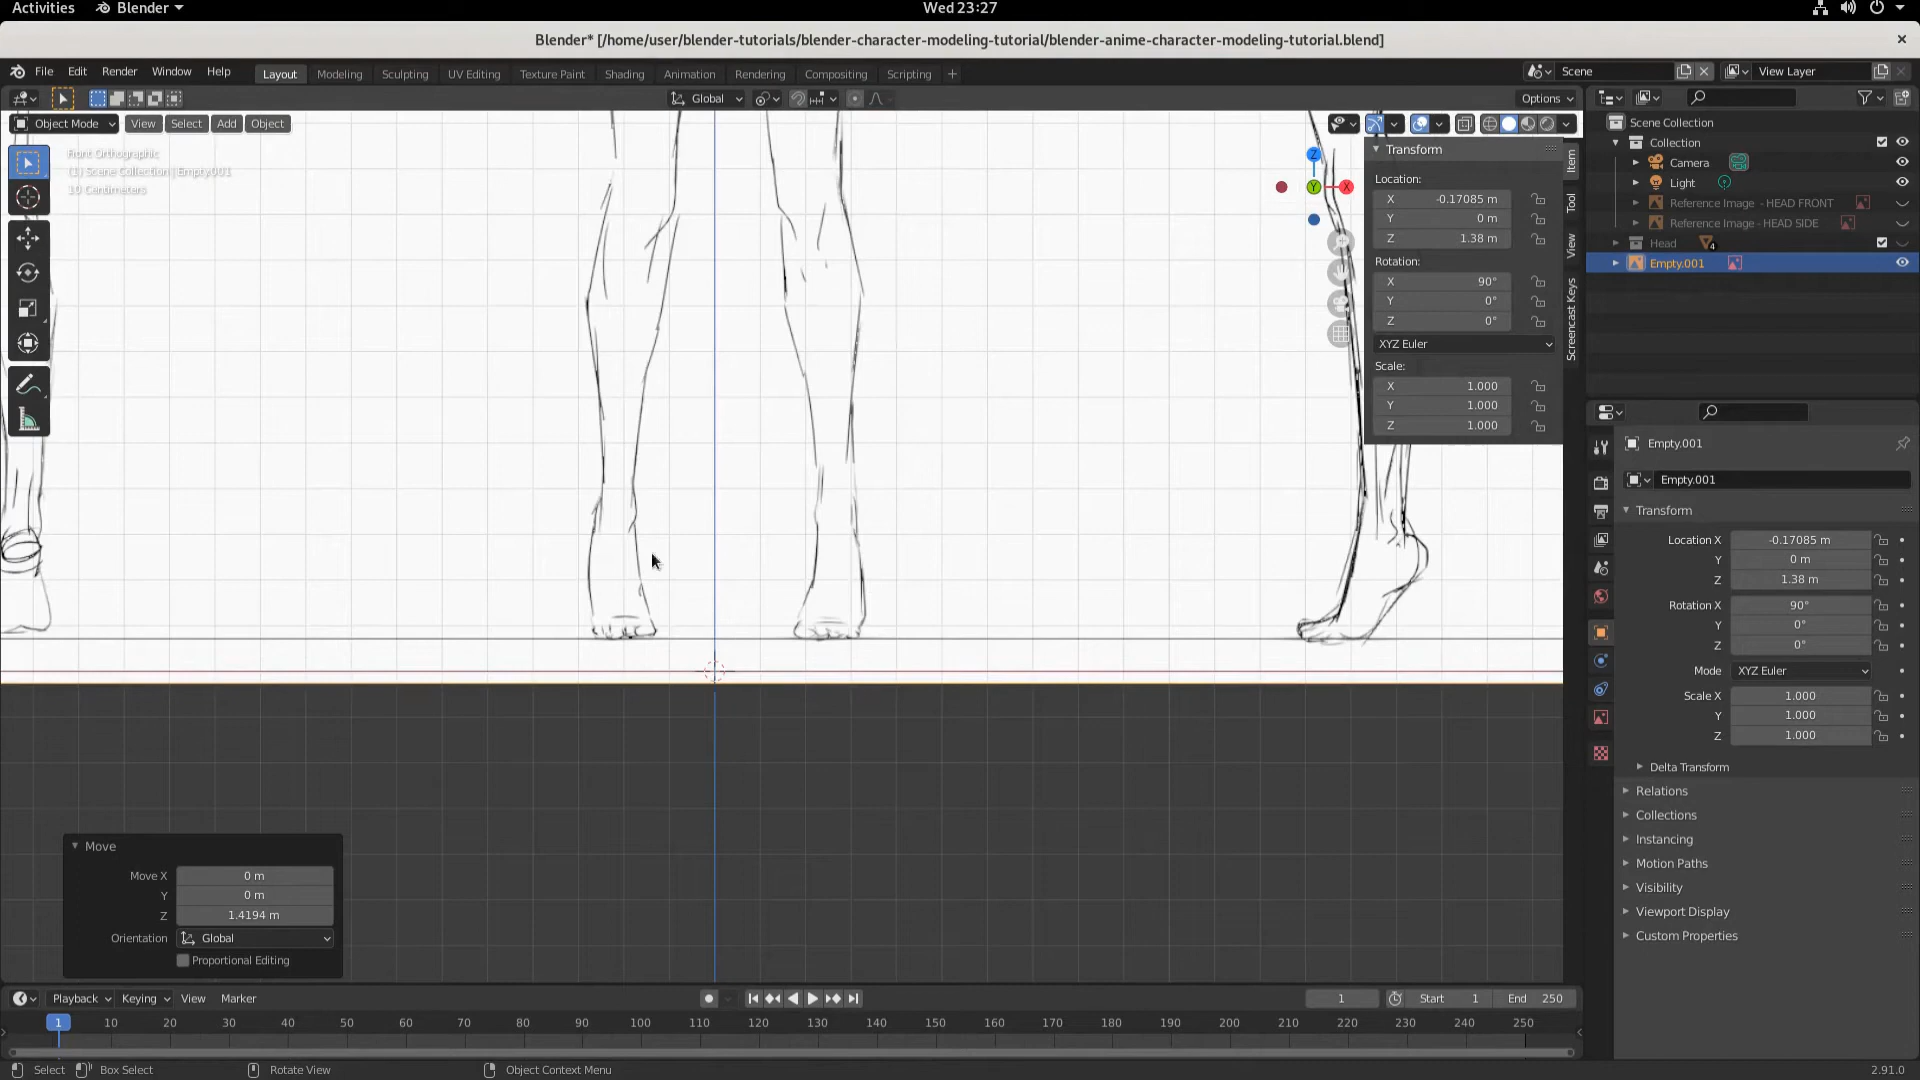 Activities Blender Wed 23:27
Blender* [/home/user/blender-tutorials/blender-character-modeling-tutorial/blender-anime-character-modeling-tutorial.blend]
File Edit Render Window Help Layout Modeling Sculpting UV Editing Texture Paint Shading Animation Rendering Compositing Scripting + Scene View Layer
Global Options
Object Mode View Select Add Object
Front Orthographic
(1) Scene Collection | Empty.001
10 Centimeters
Z
Y
X
Transform
Location:
X -0.17085 m
Y 0 m
Z 1.38 m
Rotation:
X 90°
Y 0°
Z 0°
XYZ Euler
Scale:
X 1.000
Y 1.000
Z 1.000
Item
Tool
View
Screencast Keys
Scene Collection
Collection
Camera
Light
Reference Image - HEAD FRONT
Reference Image - HEAD SIDE
Head 4
Empty.001
Empty.001
Empty.001
Transform
Location X -0.17085 m
Y 0 m
Z 1.38 m
Rotation X 90°
Y 0°
Z 0°
Mode XYZ Euler
Scale X 1.000
Y 1.000
Z 1.000
Delta Transform
Relations
Collections
Instancing
Motion Paths
Visibility
Viewport Display
Custom Properties
Move
Move X 0 m
Y 0 m
Z 1.4194 m
Orientation Global
Proportional Editing
Playback Keying View Marker 1 Start 1 End 250
1 10 20 30 40 50 60 70 80 90 100 110 120 130 140 150 160 170 180 190 200 210 220 230 240 250
Select Box Select Rotate View Object Context Menu 2.91.0